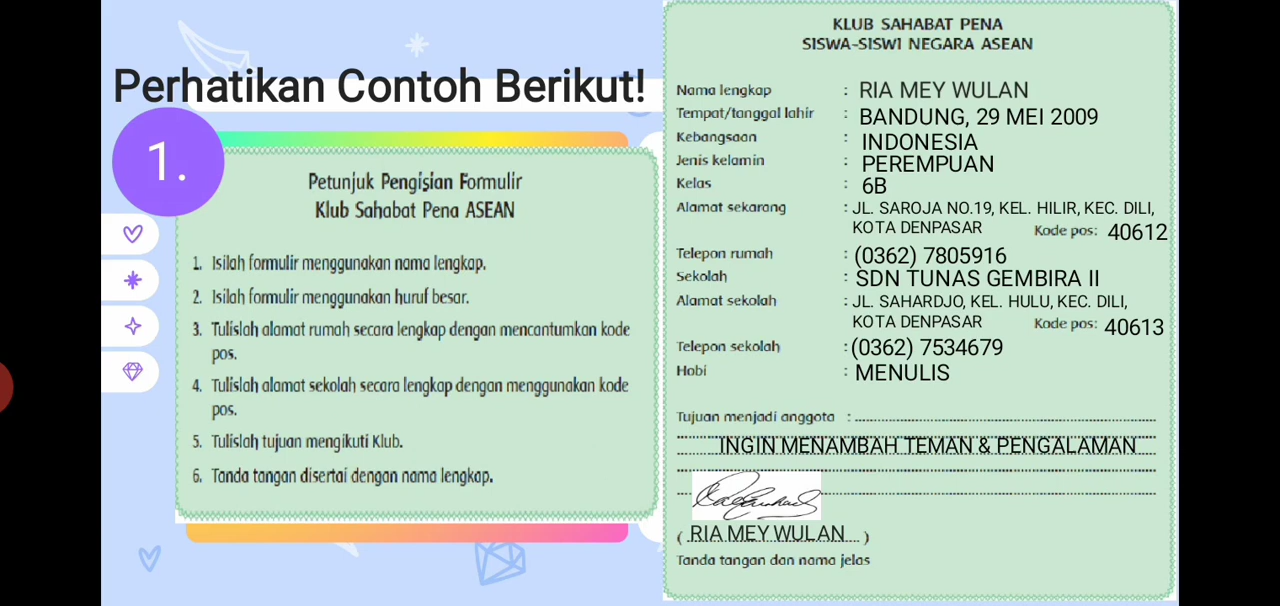 Perhatikan Contoh Berikut!
1.
Petunjuk Pengisian Formulir
Klub Sahabat Pena ASEAN
1. Isilah formulir menggunakan nama lengkap.
2. Isilah formulir menggunakan huruf besar.
3. Tulislah alamat rumah secara lengkap dengan mencantumkan kode
pos.
4. Tulislah alamat sekolah secara lengkap dengan menggunakan kode
pos.
5. Tulislah tujuan mengikuti Klub.
6. Tanda tangan disertai dengan nama lengkap.
KLUB SAHABAT PENA
SISWA-SISWI NEGARA ASEAN
Nama lengkap : RIA MEY WULAN
Tempat/tanggal lahir : BANDUNG, 29 MEI 2009
Kebangsaan : INDONESIA
Jenis kelamin : PEREMPUAN
Kelas : 6B
Alamat sekarang : JL. SAROJA NO.19, KEL. HILIR, KEC. DILI,
KOTA DENPASAR Kode pos: 40612
Telepon rumah : (0362) 7805916
Sekolah : SDN TUNAS GEMBIRA II
Alamat sekolah : JL. SAHARDJO, KEL. HULU, KEC. DILI,
KOTA DENPASAR Kode pos: 40613
Telepon sekolah : (0362) 7534679
Hobi : MENULIS
Tujuan menjadi anggota :
INGIN MENAMBAH TEMAN & PENGALAMAN
( RIA MEY WULAN )
Tanda tangan dan nama jelas